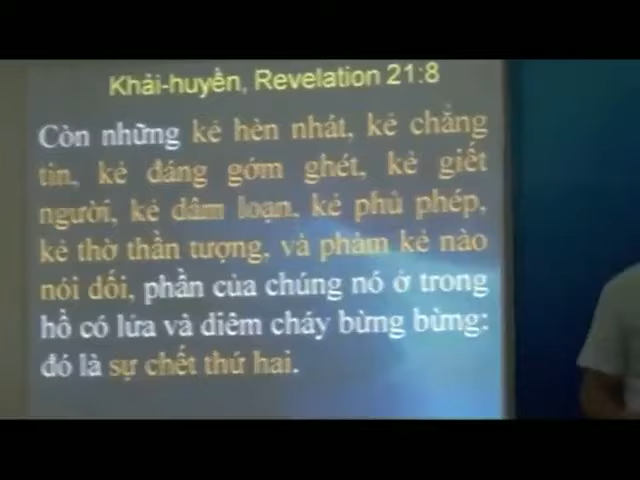 Khải-huyền, Revelation 21:8
Còn những kẻ hèn nhát, kẻ chẳng
tin, kẻ đáng gớm ghét, kẻ giết
người, kẻ dâm loạn, kẻ phù phép,
kẻ thờ thần tượng, và phàm kẻ nào
nói dối, phần của chúng nó ở trong
hồ có lửa và diêm cháy bừng bừng:
đó là sự chết thứ hai.